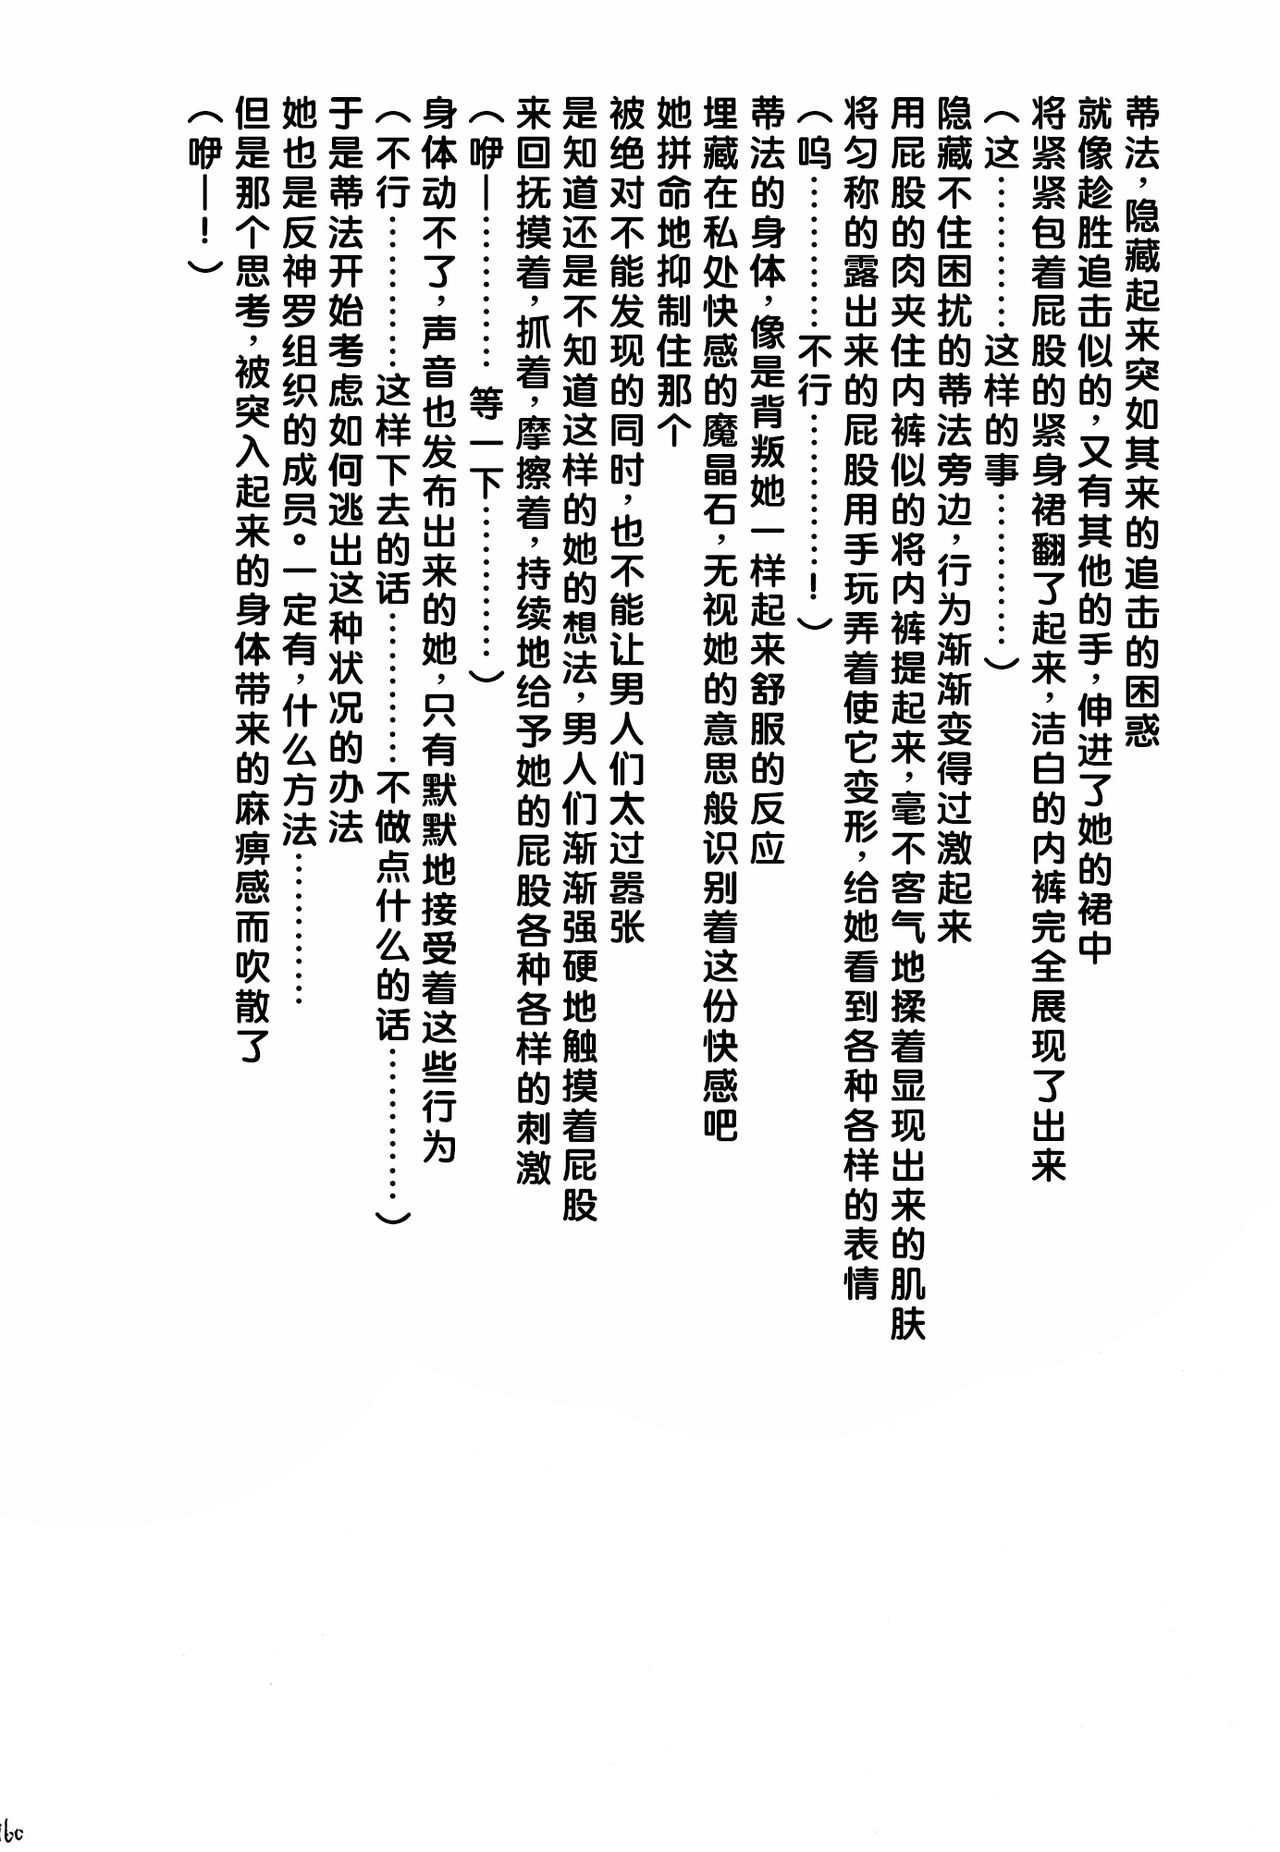 蒂法，隐藏起来突如其来的追击的困惑
就像趁胜追击似的，又有其他的手，伸进了她的裙中
将紧紧包着屁股的紧身裙翻了起来，洁白的内裤完全展现了出来
（这…………这样的事…………）
隐藏不住困扰的蒂法旁边，行为渐渐变得过激起来
用屁股的肉夹住内裤似的将内裤提起来，毫不客气地揉着显现出来的肌肤
将匀称的露出来的屁股用手玩弄着使它变形，给她看到各种各样的表情
（呜…………不行…………！）
蒂法的身体，像是背叛她一样起来舒服的反应
埋藏在私处快感的魔晶石，无视她的意思般识别着这份快感吧
她拼命地抑制住那个
被绝对不能发现的同时，也不能让男人们太过嚣张
是知道还是不知道这样的她的想法，男人们渐渐强硬地触摸着屁股
来回抚摸着，抓着，摩擦着，持续地给予她的屁股各种各样的刺激
（咿—…………等一下…………）
身体动不了，声音也发布出来的她，只有默默地接受着这些行为
（不行…………这样下去的话…………不做点什么的话…………）
于是蒂法开始考虑如何逃出这种状况的办法
她也是反神罗组织的成员。一定有，什么方法…………
但是那个思考，被突入起来的身体带来的麻痹感而吹散了
（咿—！）